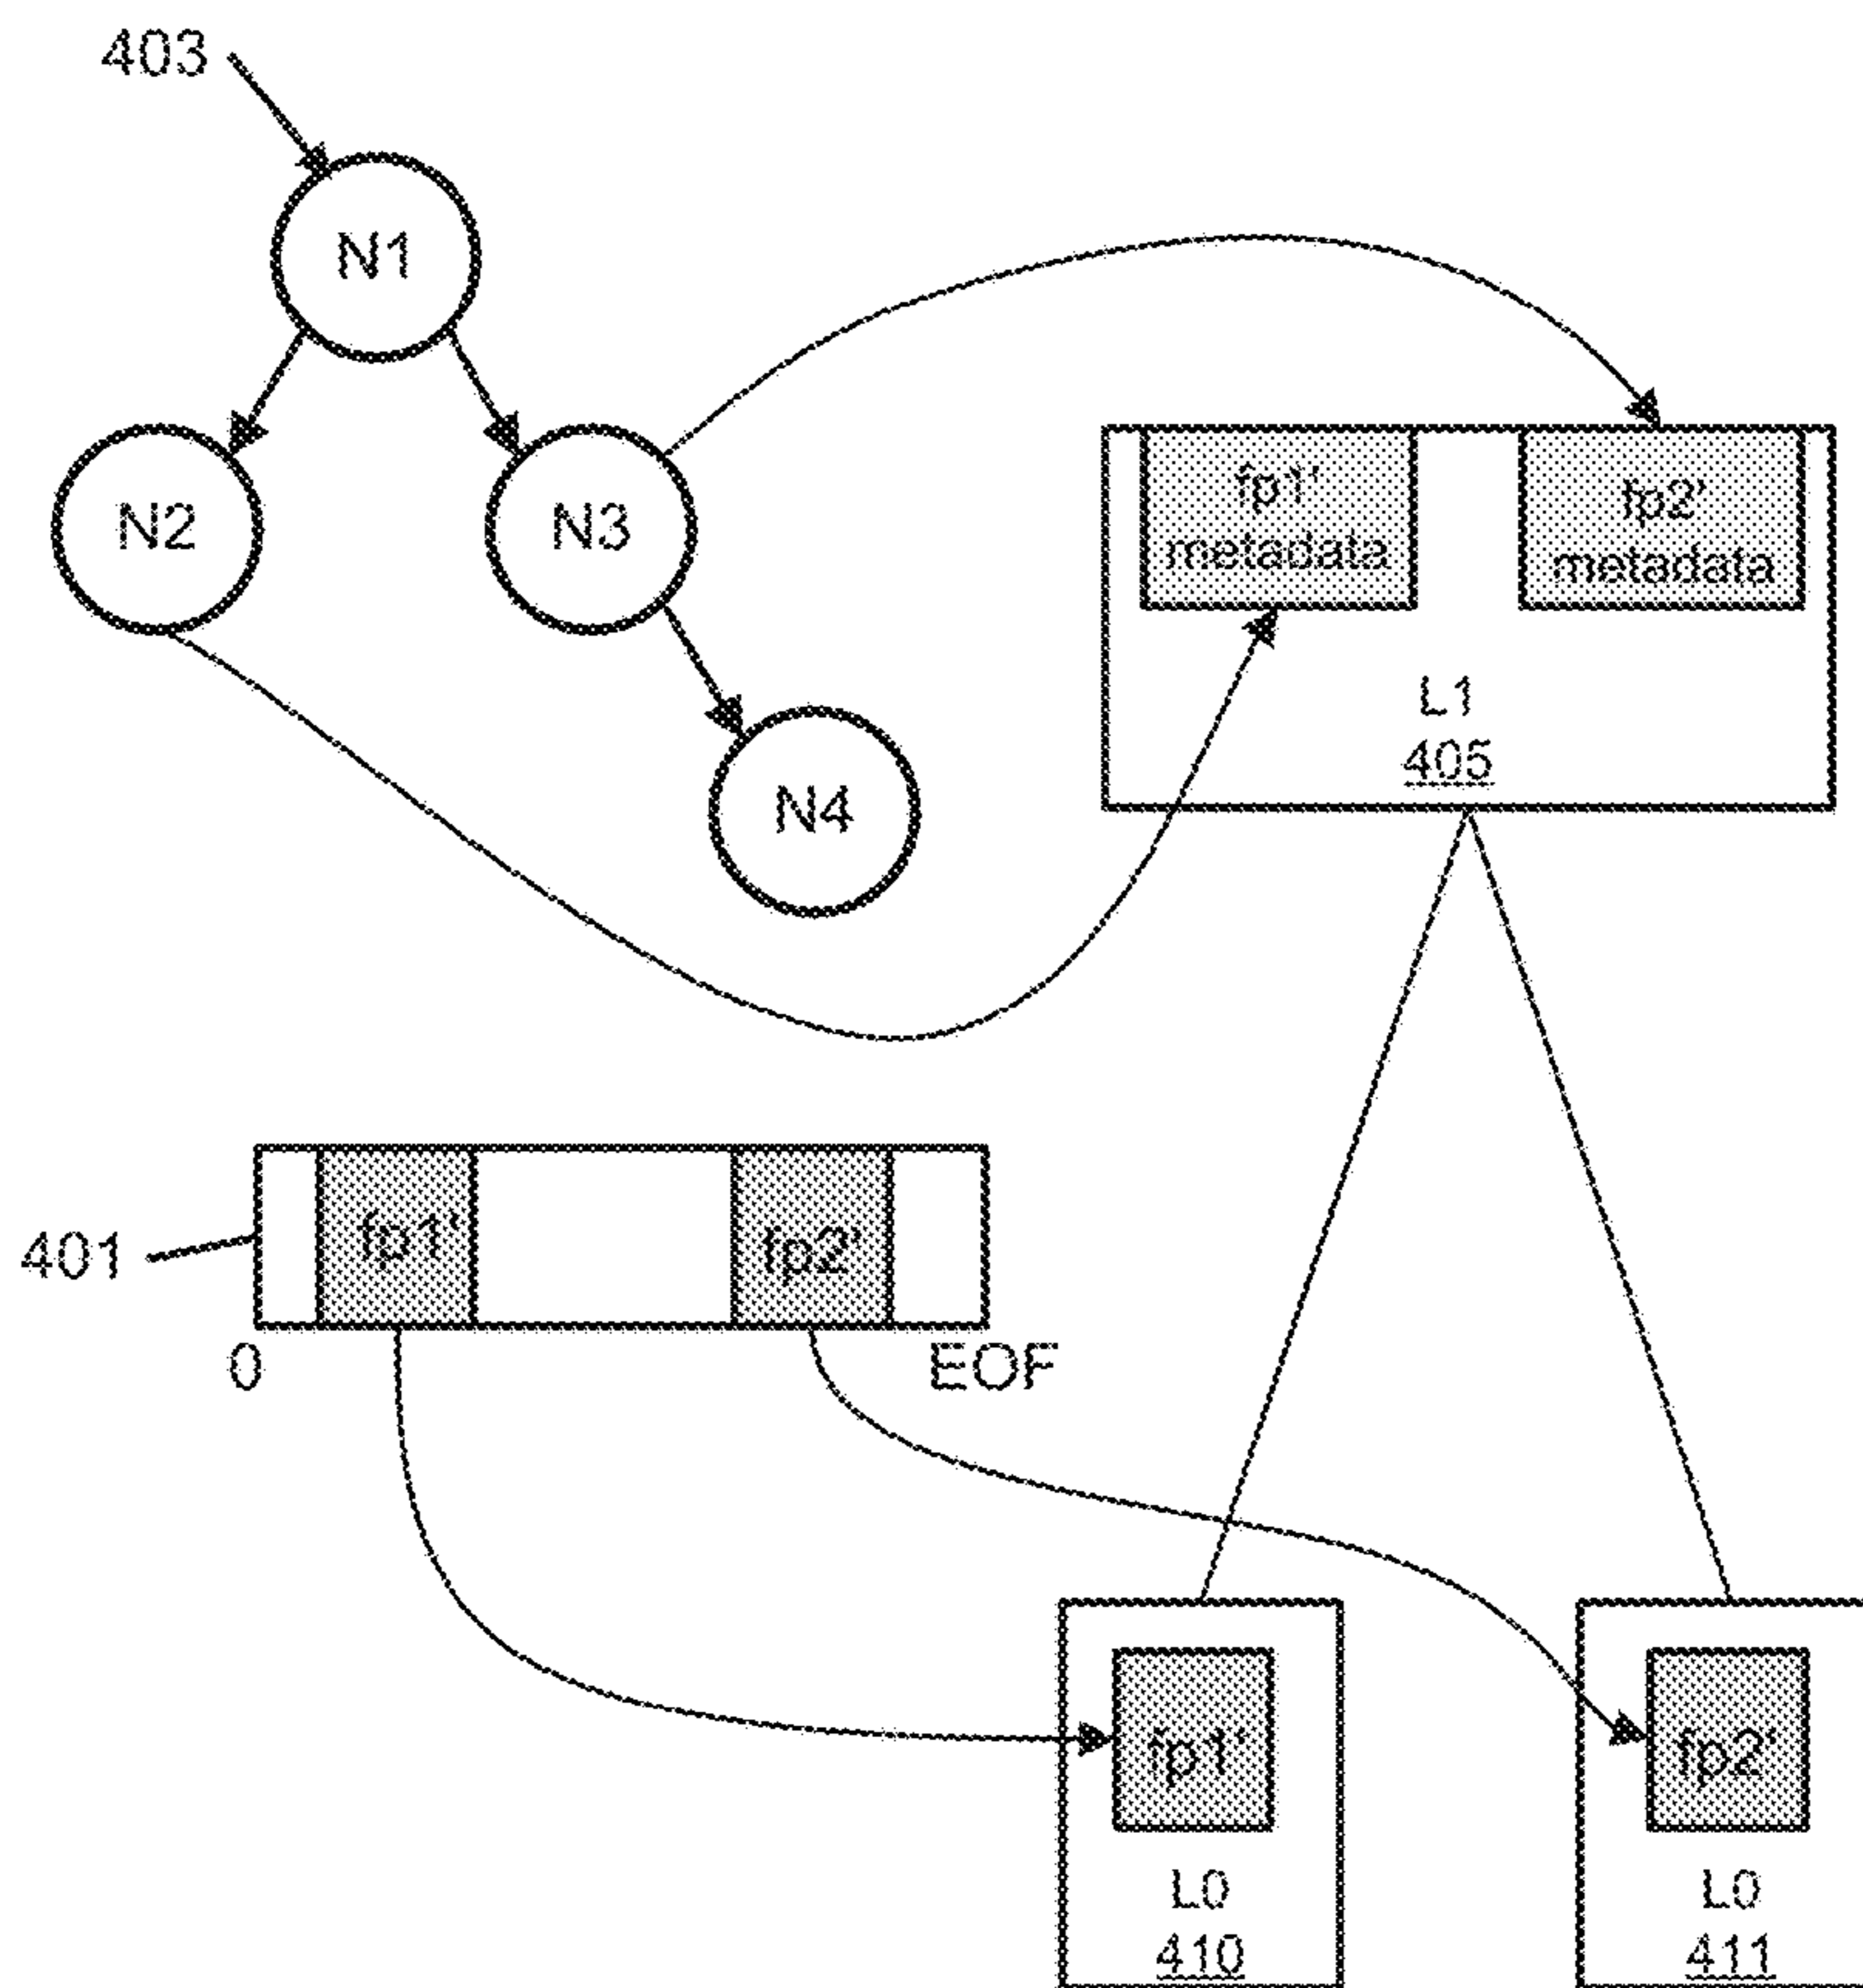 403
N1
N2
N3
fp1'
metadata
fp2'
metadata
L1
405
N4
401
fp1'
fp2'
0
EOF
fp1'
L0
410
fp2'
L0
411